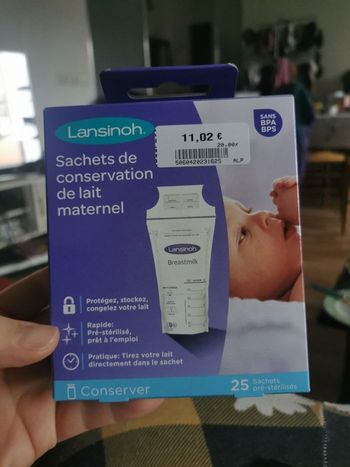 Lansinoh®
SANS
BPA
BPS
11,02 €
20.00%
5060420231625 ALP
Sachets de
conservation
de lait
maternel
Lansinoh
Breastmilk
Protégez, stockez,
congelez votre lait
Rapide:
Pré-stérilisé,
prêt à l'emploi
Pratique: Tirez votre lait
directement dans le sachet
Conserver
25 Sachets
pré-stérilisés